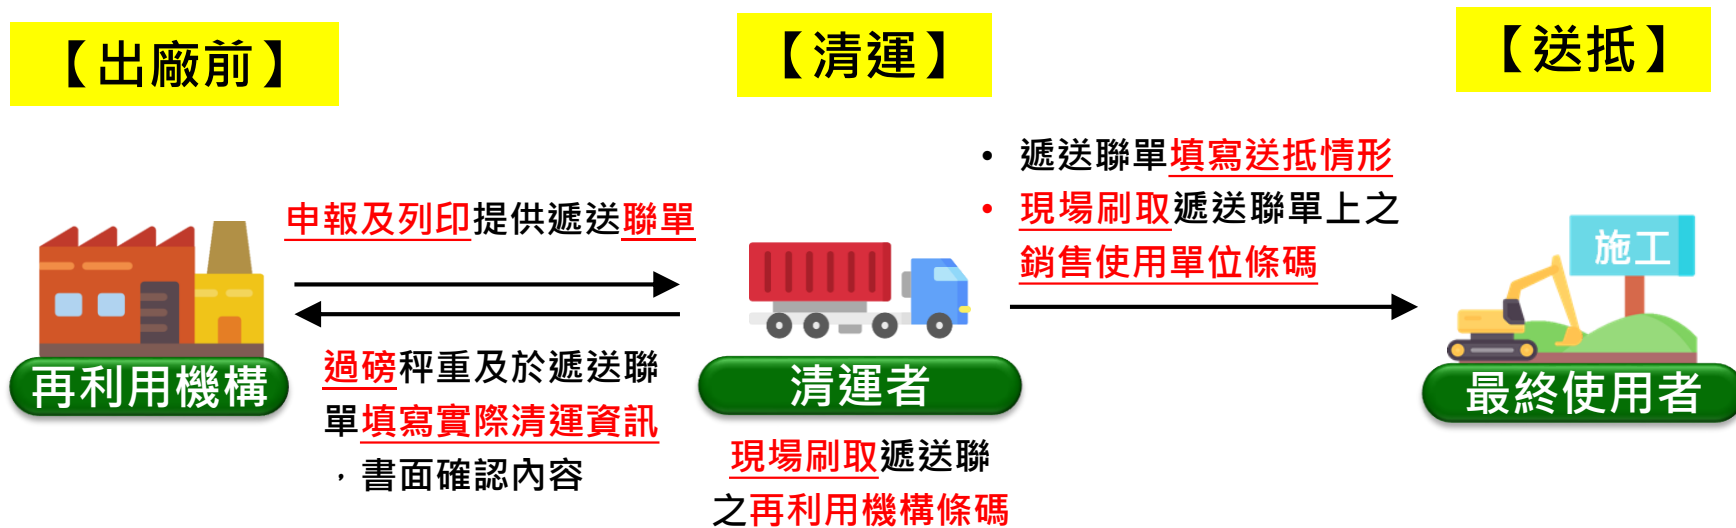 【出廠前】
【清運】
【送抵】
申報及列印提供遞送聯單
過磅秤重及於遞送聯
單填寫實際清運資訊
，書面確認內容
再利用機構
清運者
現場刷取遞送聯
之再利用機構條碼
• 遞送聯單填寫送抵情形
• 現場刷取遞送聯單上之
銷售使用單位條碼
施工
最終使用者